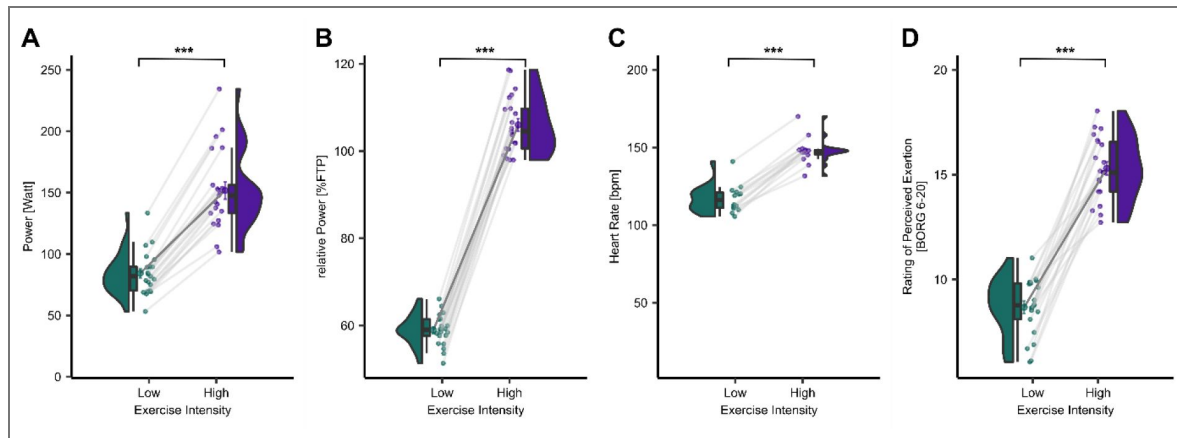 A
***
Power [Watt]
250
200
150
100
50
0
Low High
Exercise Intensity
B
***
relative Power [%FTP]
120
100
80
60
Low High
Exercise Intensity
C
***
Heart Rate [bpm]
200
150
100
50
Low High
Exercise Intensity
D
***
Rating of Perceived Exertion
[BORG 6-20]
20
15
10
Low High
Exercise Intensity